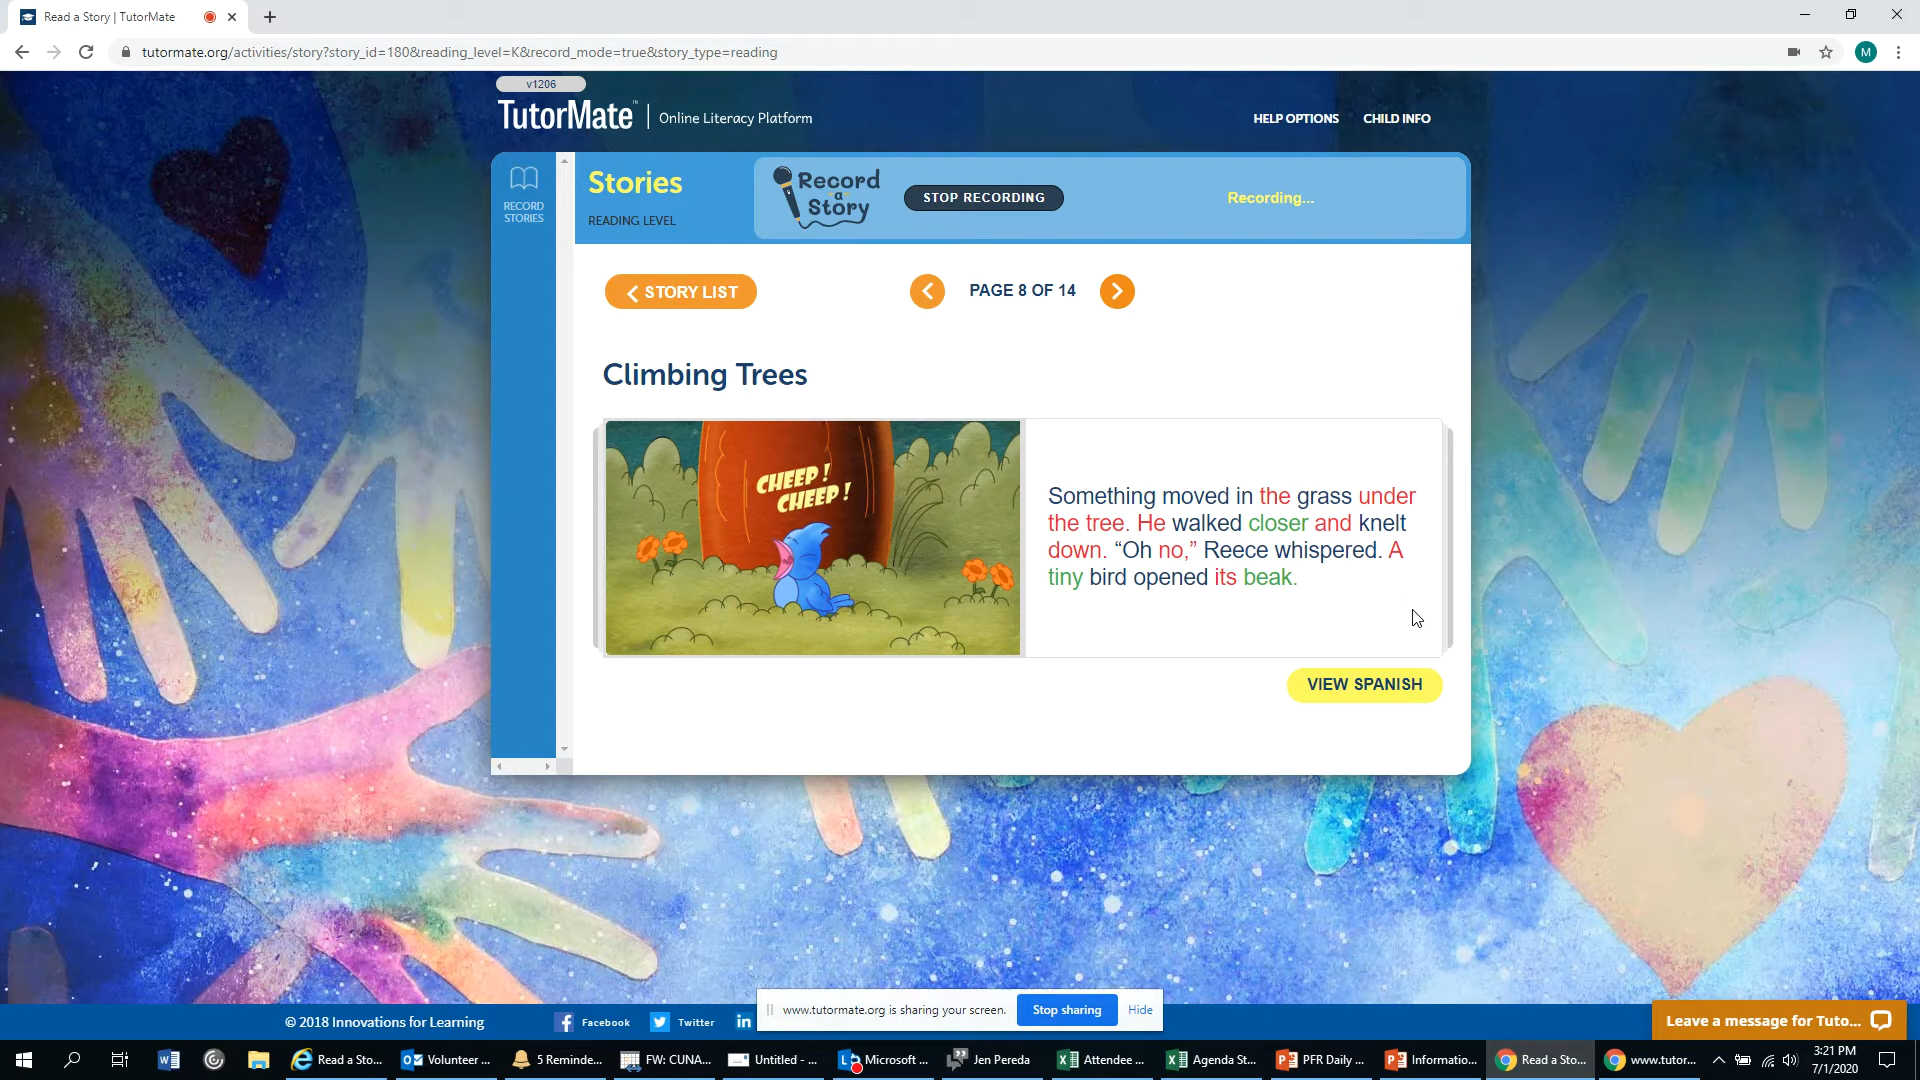 Read a Story | TutorMate
tutormate.org/activities/story?story_id=180&reading_level=K&record_mode=true&story_type=reading
M
v1206
TutorMate™ | Online Literacy Platform
HELP OPTIONS
CHILD INFO
RECORD
STORIES
Stories
READING LEVEL
Record
a
Story
STOP RECORDING
Recording...
STORY LIST
PAGE 8 OF 14
Climbing Trees
CHEEP!
CHEEP!
Something moved in the grass under
the tree. He walked closer and knelt
down. “Oh no,” Reece whispered. A
tiny bird opened its beak.
VIEW SPANISH
© 2018 Innovations for Learning
Facebook
Twitter
in
www.tutormate.org is sharing your screen.
Stop sharing
Hide
Leave a message for Tuto...
Read a Sto...
Volunteer ...
5 Reminde...
FW: CUNA...
Untitled - ...
Microsoft ...
Jen Pereda
Attendee ...
Agenda St...
PFR Daily ...
Informatio...
Read a Sto...
www.tutor...
3:21 PM
7/1/2020